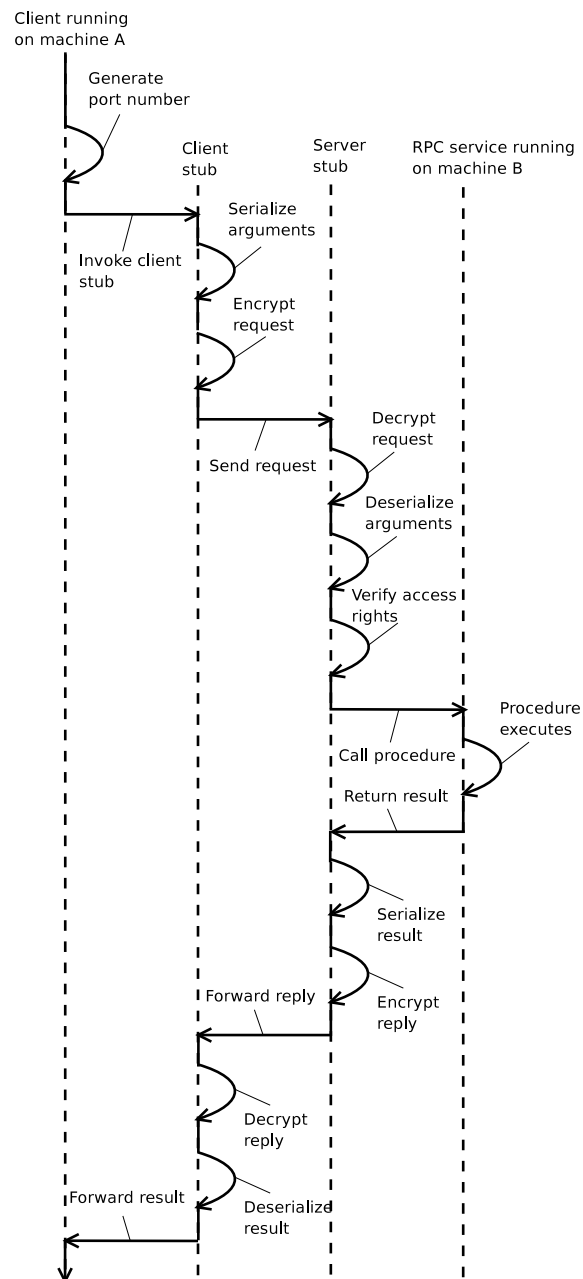 Client running
on machine A
Generate
port number
Client
stub
Server
stub
RPC service running
on machine B
Serialize
arguments
Invoke client
stub
Encrypt
request
Send request
Decrypt
request
Deserialize
arguments
Verify access
rights
Call procedure
Procedure
executes
Return result
Serialize
result
Encrypt
reply
Forward reply
Decrypt
reply
Deserialize
result
Forward result